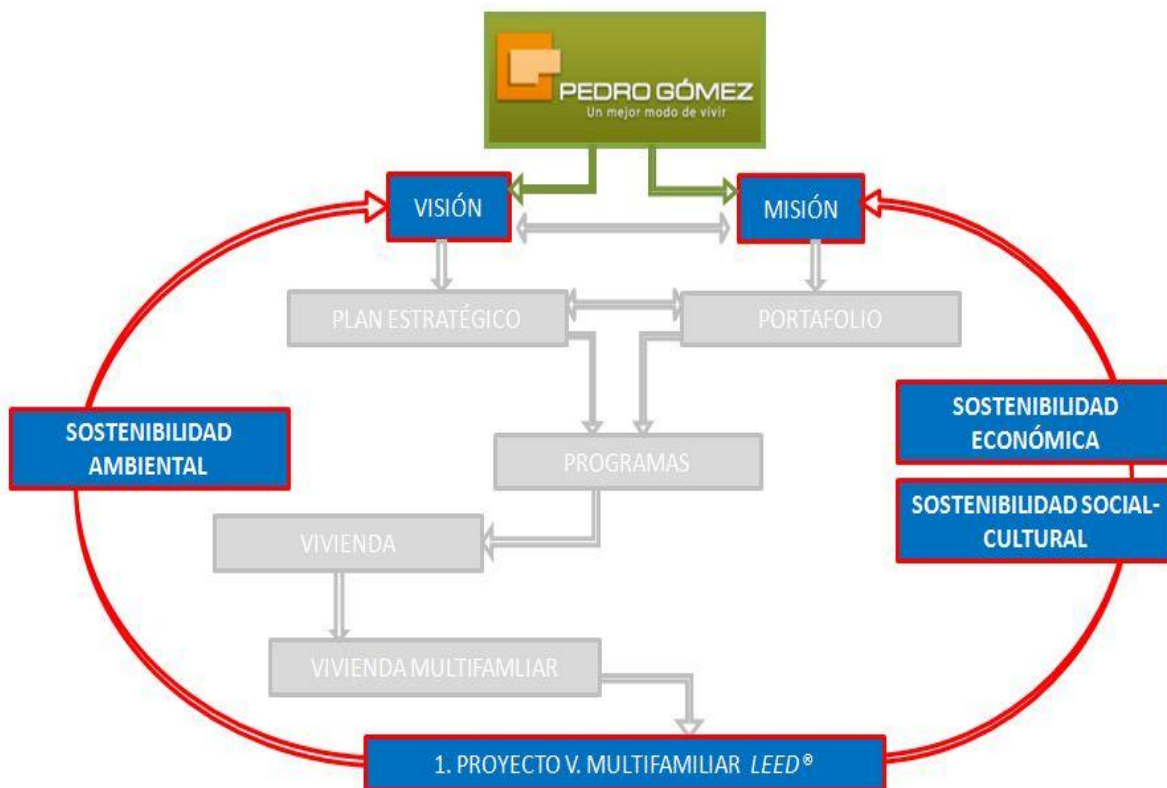 PEDRO GÓMEZ
Un mejor modo de vivir
VISIÓN
MISIÓN
PLAN ESTRATÉGICO
PORTAFOLIO
SOSTENIBILIDAD
AMBIENTAL
SOSTENIBILIDAD
ECONÓMICA
PROGRAMAS
SOSTENIBILIDAD SOCIAL-
CULTURAL
VIVIENDA
VIVIENDA MULTIFAMLIAR
1. PROYECTO V. MULTIFAMILIAR LEED®